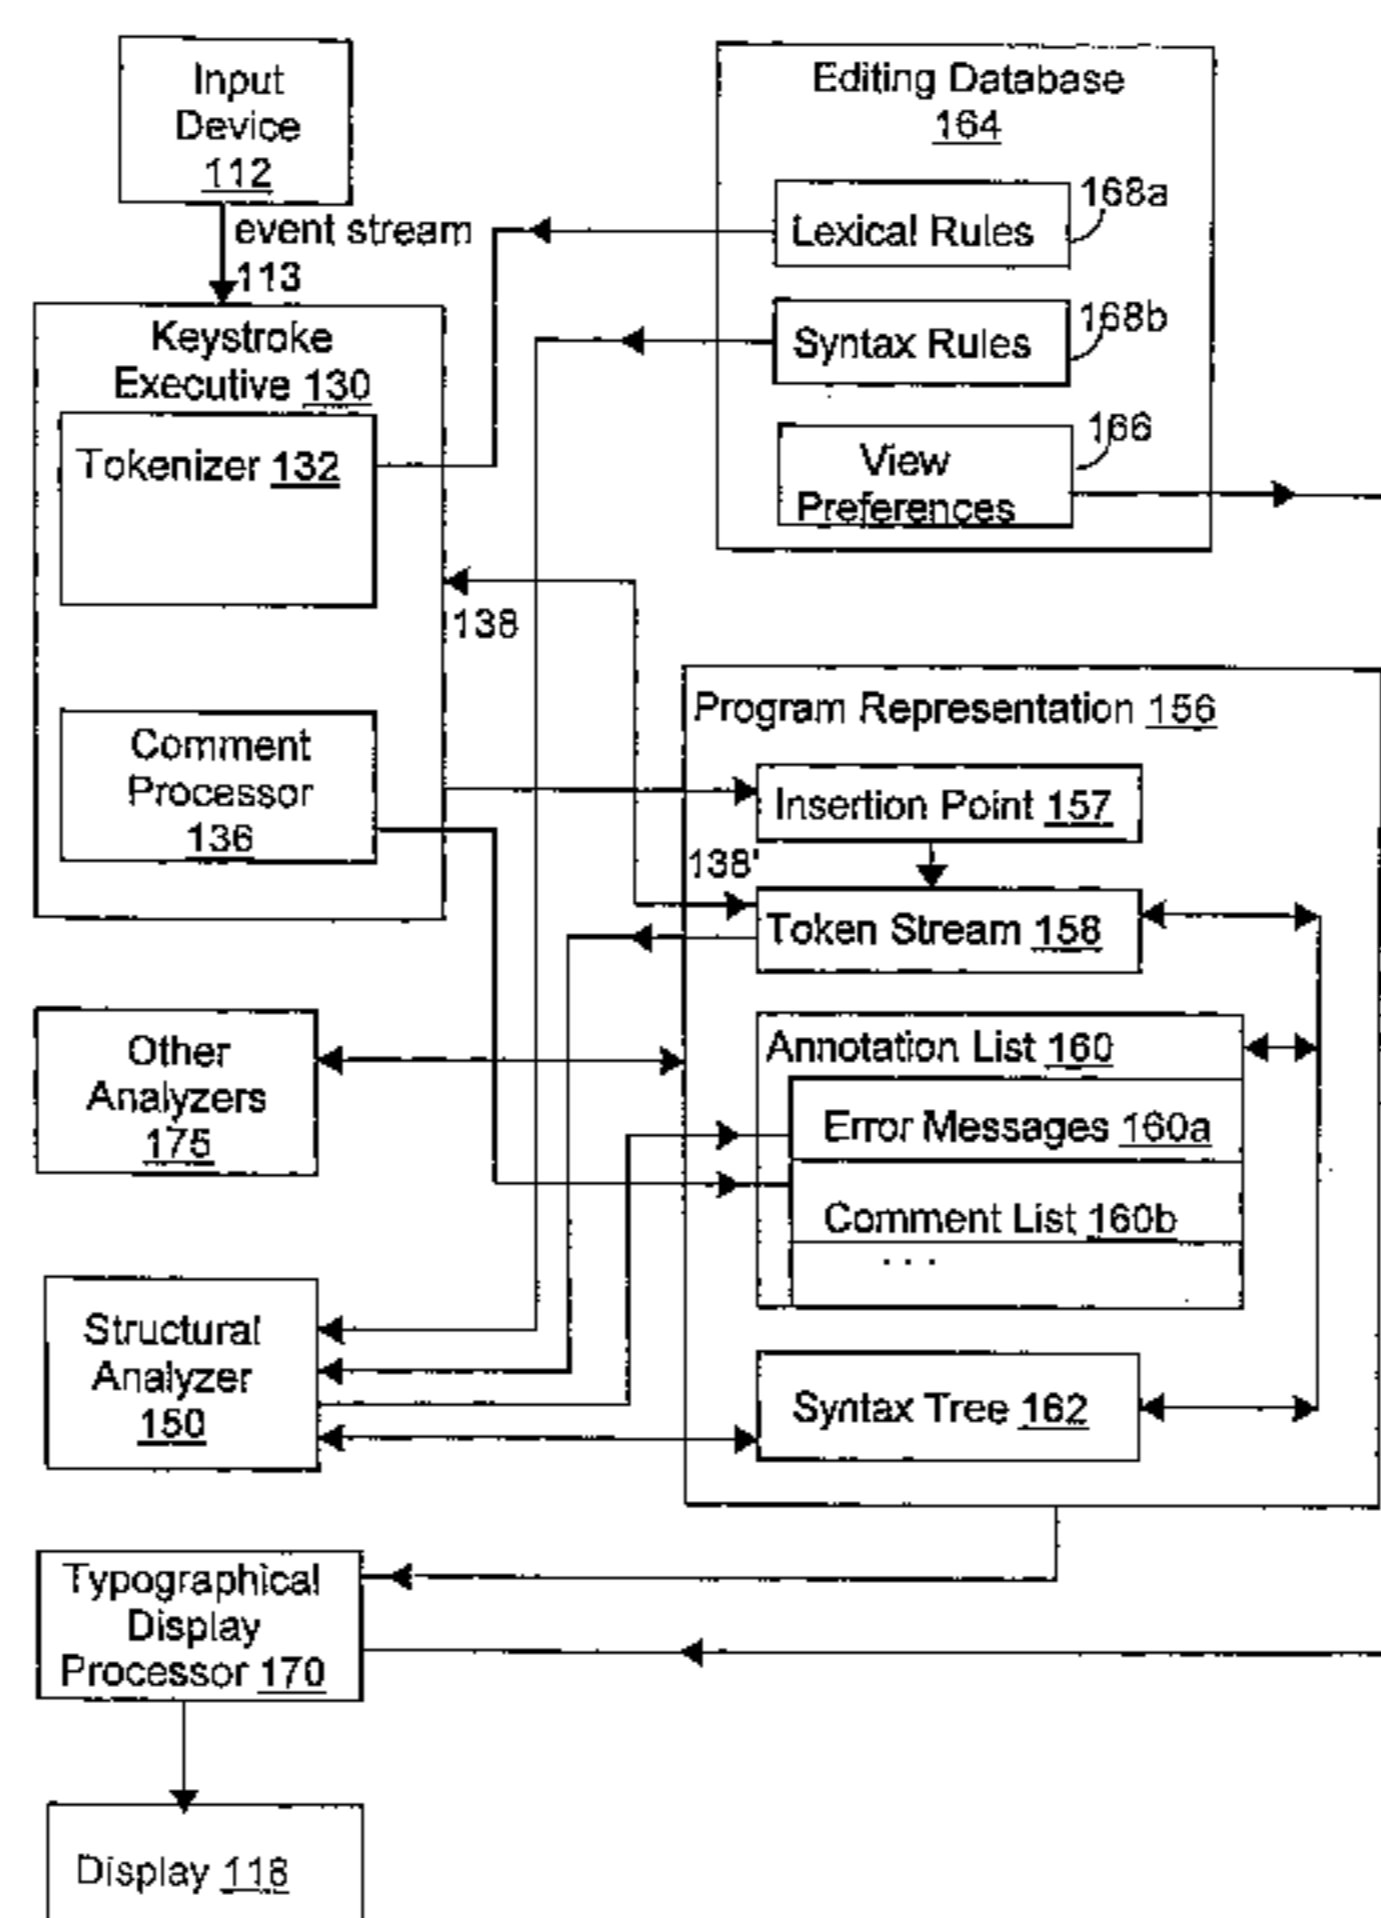 Input
Device
112
event stream
113
Keystroke
Executive 130
Tokenizer 132
138
Comment
Processor
136
Other
Analyzers
175
Structural
Analyzer
150
Typographical
Display
Processor 170
Display 118
Editing Database
164
Lexical Rules
168a
Syntax Rules
168b
View
Preferences
166
Program Representation 156
Insertion Point 157
138'
Token Stream 158
Annotation List 160
Error Messages 160a
Comment List 160b
. . .
Syntax Tree 162